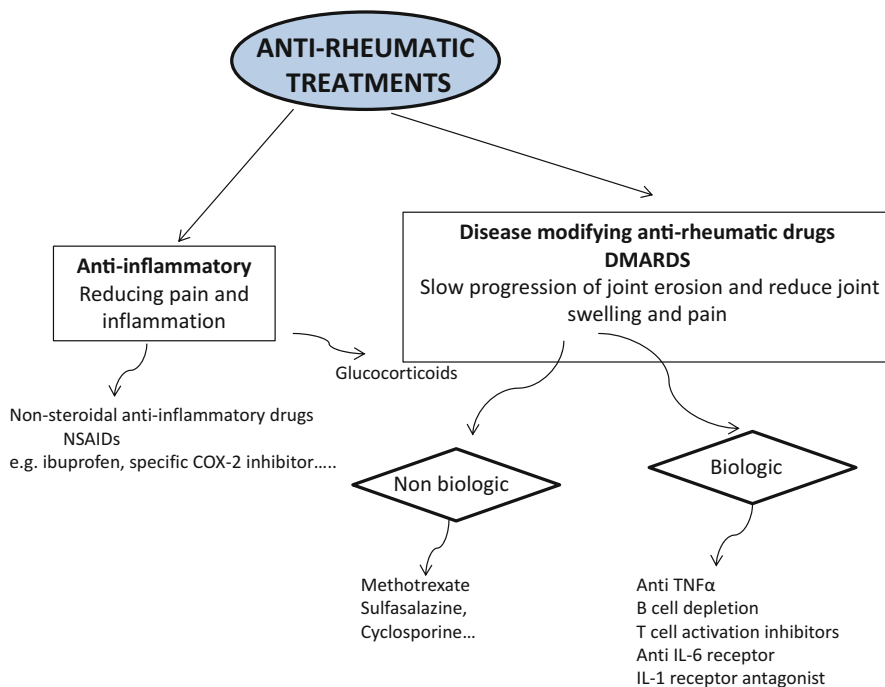 ANTI-RHEUMATIC
TREATMENTS
Anti-inflammatory
Reducing pain and
inflammation
Disease modifying anti-rheumatic drugs
DMARDS
Slow progression of joint erosion and reduce joint
swelling and pain
Glucocorticoids
Non-steroidal anti-inflammatory drugs
NSAIDs
e.g. ibuprofen, specific COX-2 inhibitor…..
Non biologic
Biologic
Methotrexate
Sulfasalazine,
Cyclosporine…
Anti TNFα
B cell depletion
T cell activation inhibitors
Anti IL-6 receptor
IL-1 receptor antagonist